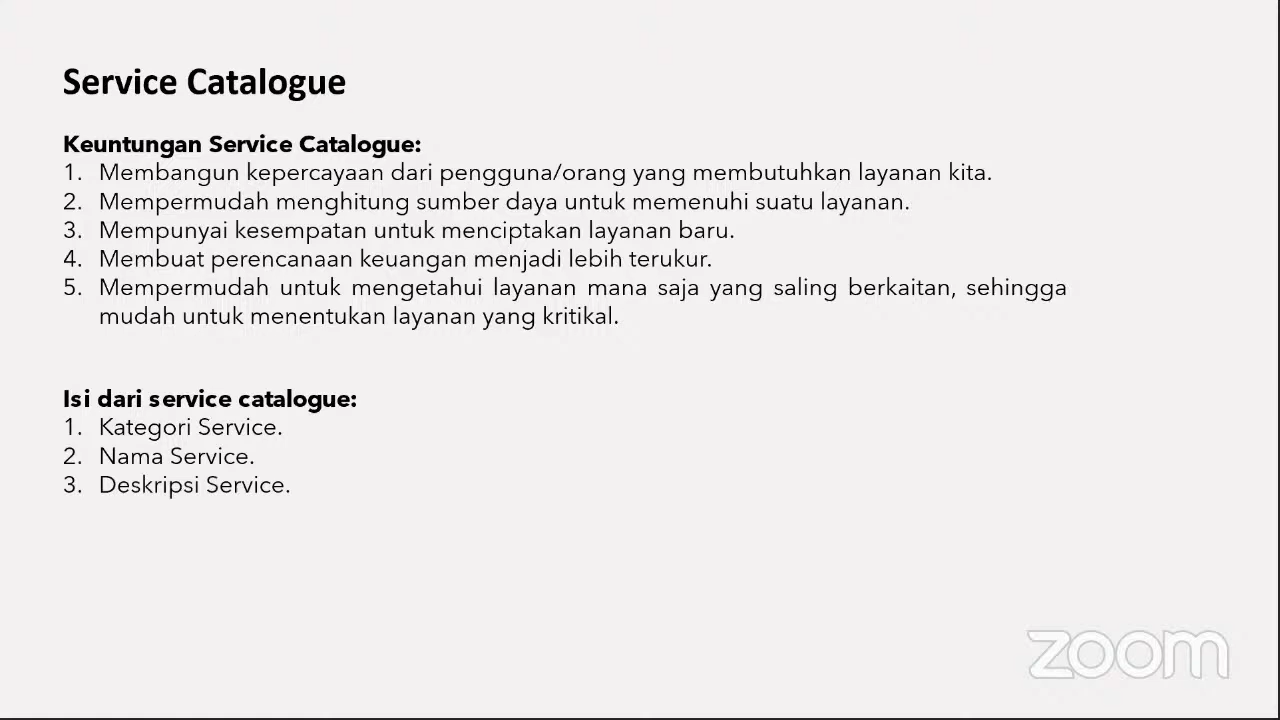 Service Catalogue
Keuntungan Service Catalogue:
1. Membangun kepercayaan dari pengguna/orang yang membutuhkan layanan kita.
2. Mempermudah menghitung sumber daya untuk memenuhi suatu layanan.
3. Mempunyai kesempatan untuk menciptakan layanan baru.
4. Membuat perencanaan keuangan menjadi lebih terukur.
5. Mempermudah untuk mengetahui layanan mana saja yang saling berkaitan, sehingga
mudah untuk menentukan layanan yang kritikal.
Isi dari service catalogue:
1. Kategori Service.
2. Nama Service.
3. Deskripsi Service.
zoom